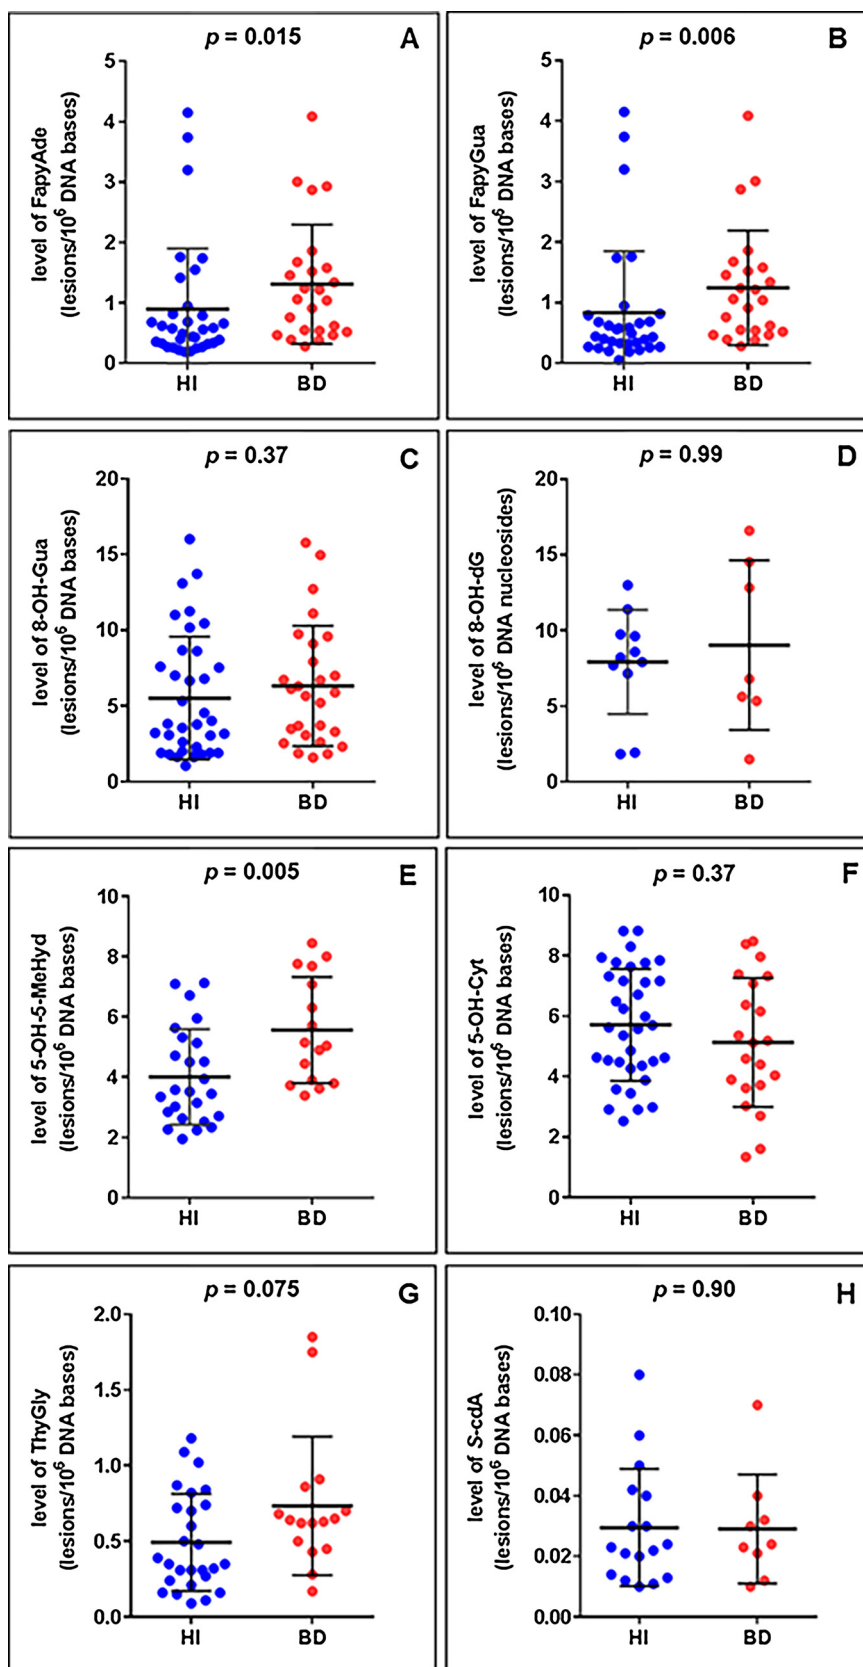 p = 0.015
A
level of FapyAde
(lesions/10⁶ DNA bases)
5
4
3
2
1
0
HI
BD
p = 0.006
B
level of FapyGua
(lesions/10⁶ DNA bases)
5
4
3
2
1
0
HI
BD
p = 0.37
C
level of 8-OH-Gua
(lesions/10⁶ DNA bases)
20
15
10
5
0
HI
BD
p = 0.99
D
level of 8-OH-dG
(lesions/10⁶ DNA nucleosides)
20
15
10
5
0
HI
BD
p = 0.005
E
level of 5-OH-5-MeHyd
(lesions/10⁶ DNA bases)
10
8
6
4
2
0
HI
BD
p = 0.37
F
level of 5-OH-Cyt
(lesions/10⁶ DNA bases)
10
8
6
4
2
0
HI
BD
p = 0.075
G
level of ThyGly
(lesions/10⁶ DNA bases)
2.0
1.5
1.0
0.5
0.0
HI
BD
p = 0.90
H
level of S-cdA
(lesions/10⁶ DNA bases)
0.10
0.08
0.06
0.04
0.02
0.00
HI
BD